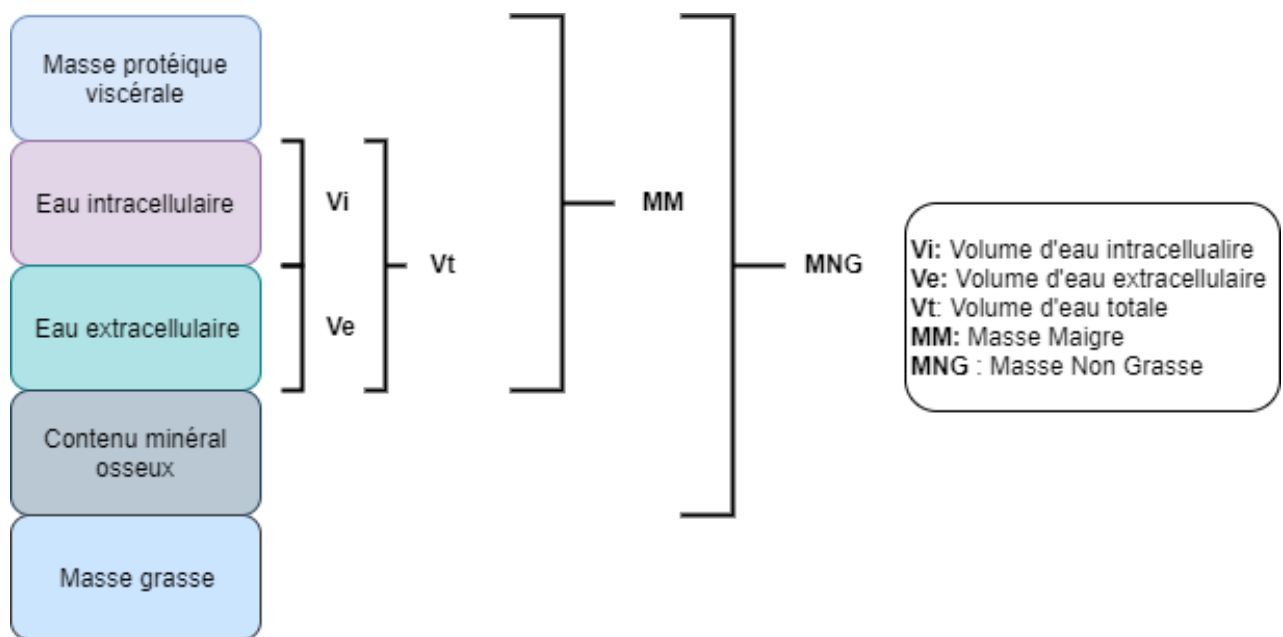 Masse protéique
viscérale
Eau intracellulaire
Vi
MM
Vt
MNG
Eau extracellulaire
Ve
Contenu minéral
osseux
Masse grasse
Vi: Volume d'eau intracellualire
Ve: Volume d'eau extracellulaire
Vt: Volume d'eau totale
MM: Masse Maigre
MNG : Masse Non Grasse